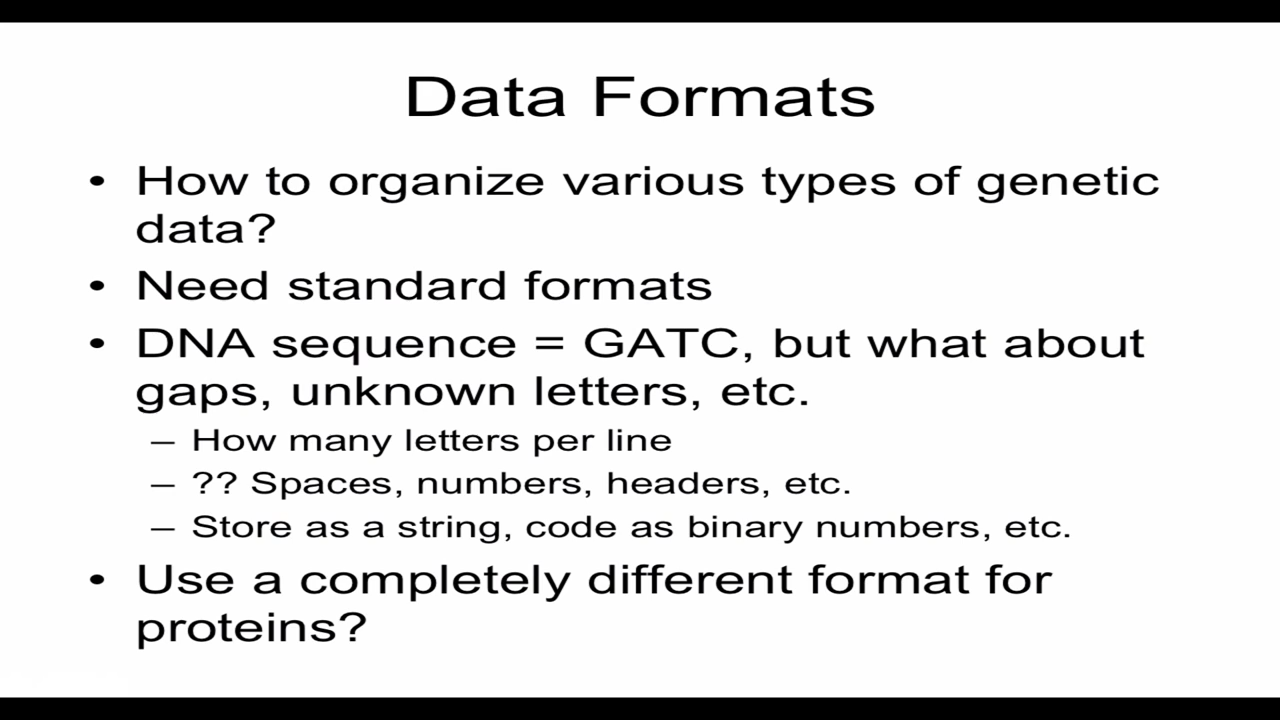 Data Formats
• How to organize various types of genetic
data?
• Need standard formats
• DNA sequence = GATC, but what about
gaps, unknown letters, etc.
– How many letters per line
– ?? Spaces, numbers, headers, etc.
– Store as a string, code as binary numbers, etc.
• Use a completely different format for
proteins?